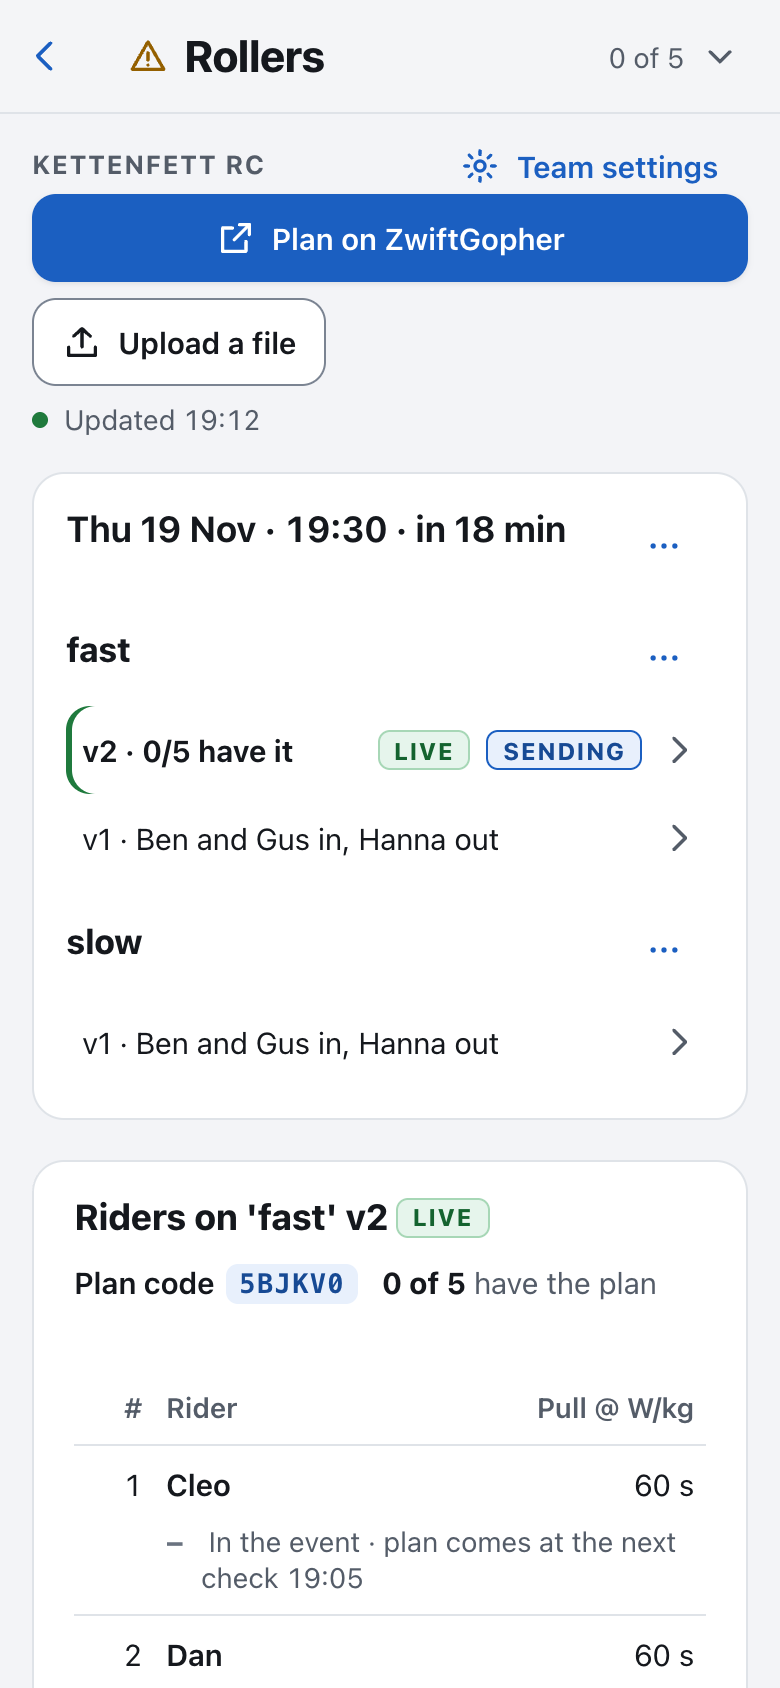 Rollers
0 of 5
KETTENFETT RC
Team settings
Plan on ZwiftGopher
Upload a file
Updated 19:12
Thu 19 Nov · 19:30 · in 18 min
...
fast
...
v2 · 0/5 have it LIVE SENDING
v1 · Ben and Gus in, Hanna out
slow
...
v1 · Ben and Gus in, Hanna out
Riders on 'fast' v2 LIVE
Plan code 5BJKV0 0 of 5 have the plan
# Rider Pull @ W/kg
1 Cleo 60 s
– In the event · plan comes at the next
check 19:05
2 Dan 60 s